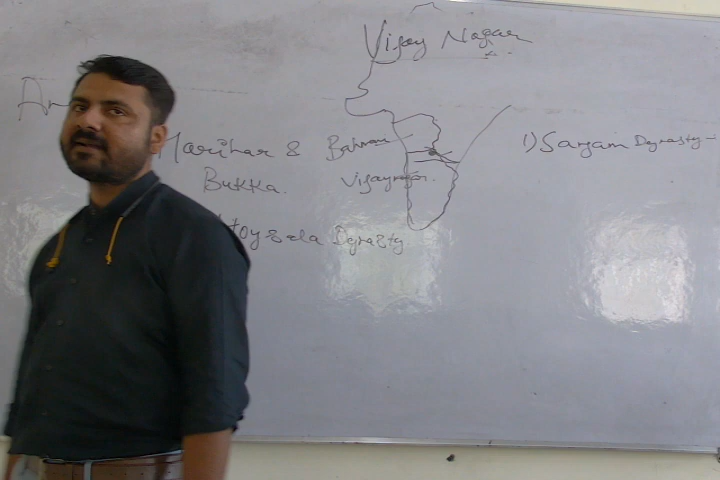 Vijay Nagar
Harihar &
Bukka.
Bahman
Vijaynagar.
1) Sangam Dynasty -
Hoysala Dynasty